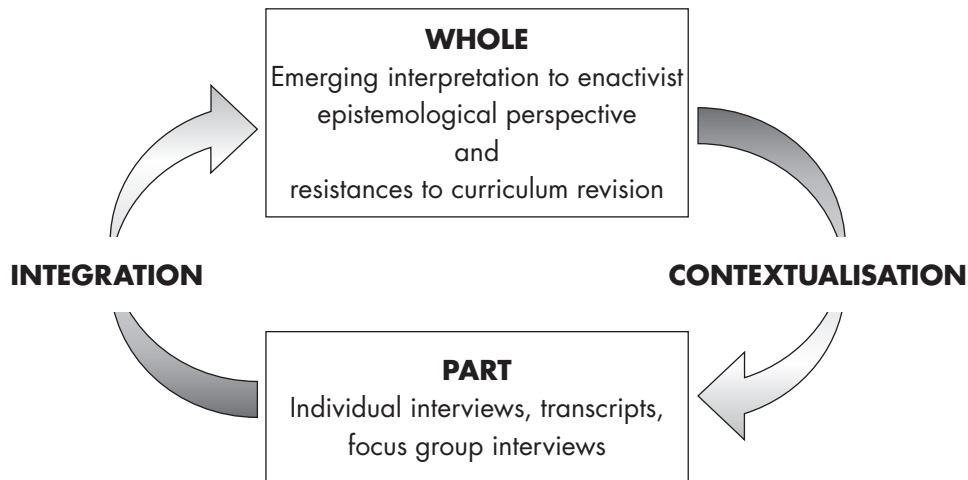 WHOLE
Emerging interpretation to enactivist
epistemological perspective
and
resistances to curriculum revision
INTEGRATION
CONTEXTUALISATION
PART
Individual interviews, transcripts,
focus group interviews